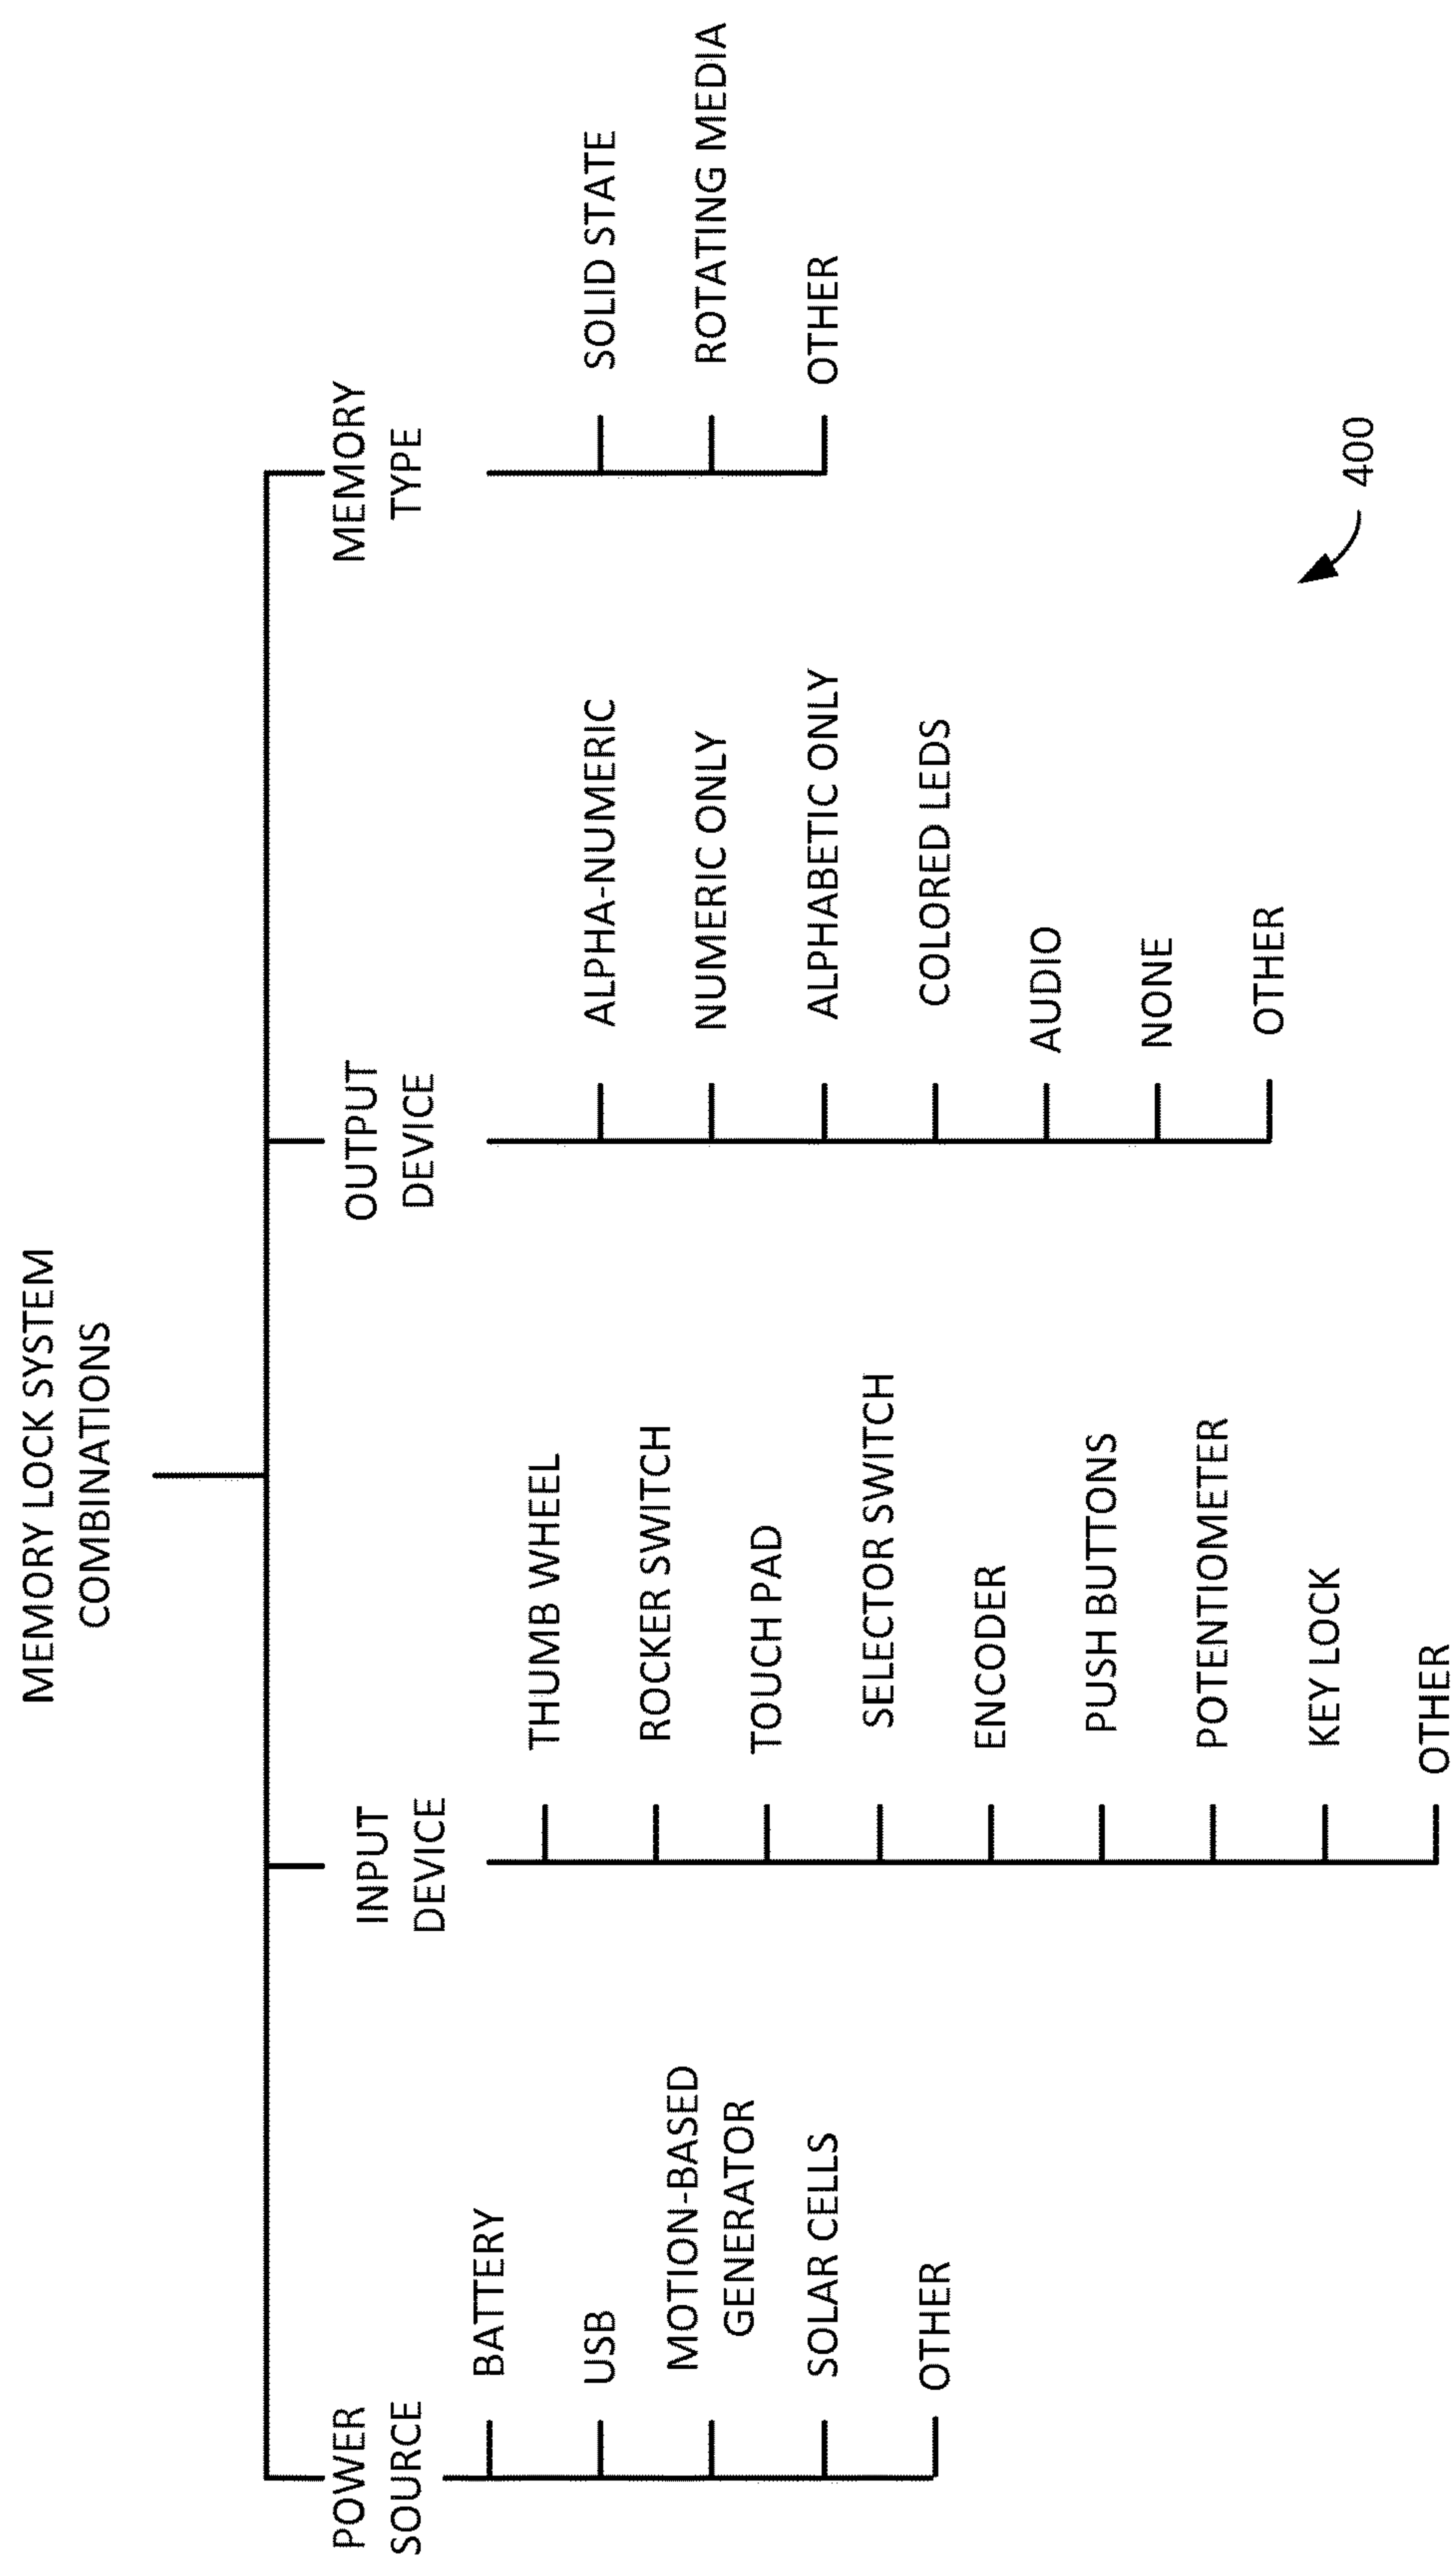 MEMORY LOCK SYSTEM
COMBINATIONS
POWER
SOURCE
BATTERY
USB
MOTION-BASED
GENERATOR
SOLAR CELLS
OTHER
INPUT
DEVICE
THUMB WHEEL
ROCKER SWITCH
TOUCH PAD
SELECTOR SWITCH
ENCODER
PUSH BUTTONS
POTENTIOMETER
KEY LOCK
OTHER
OUTPUT
DEVICE
ALPHA-NUMERIC
NUMERIC ONLY
ALPHABETIC ONLY
COLORED LEDS
AUDIO
NONE
OTHER
MEMORY
TYPE
SOLID STATE
ROTATING MEDIA
OTHER
400